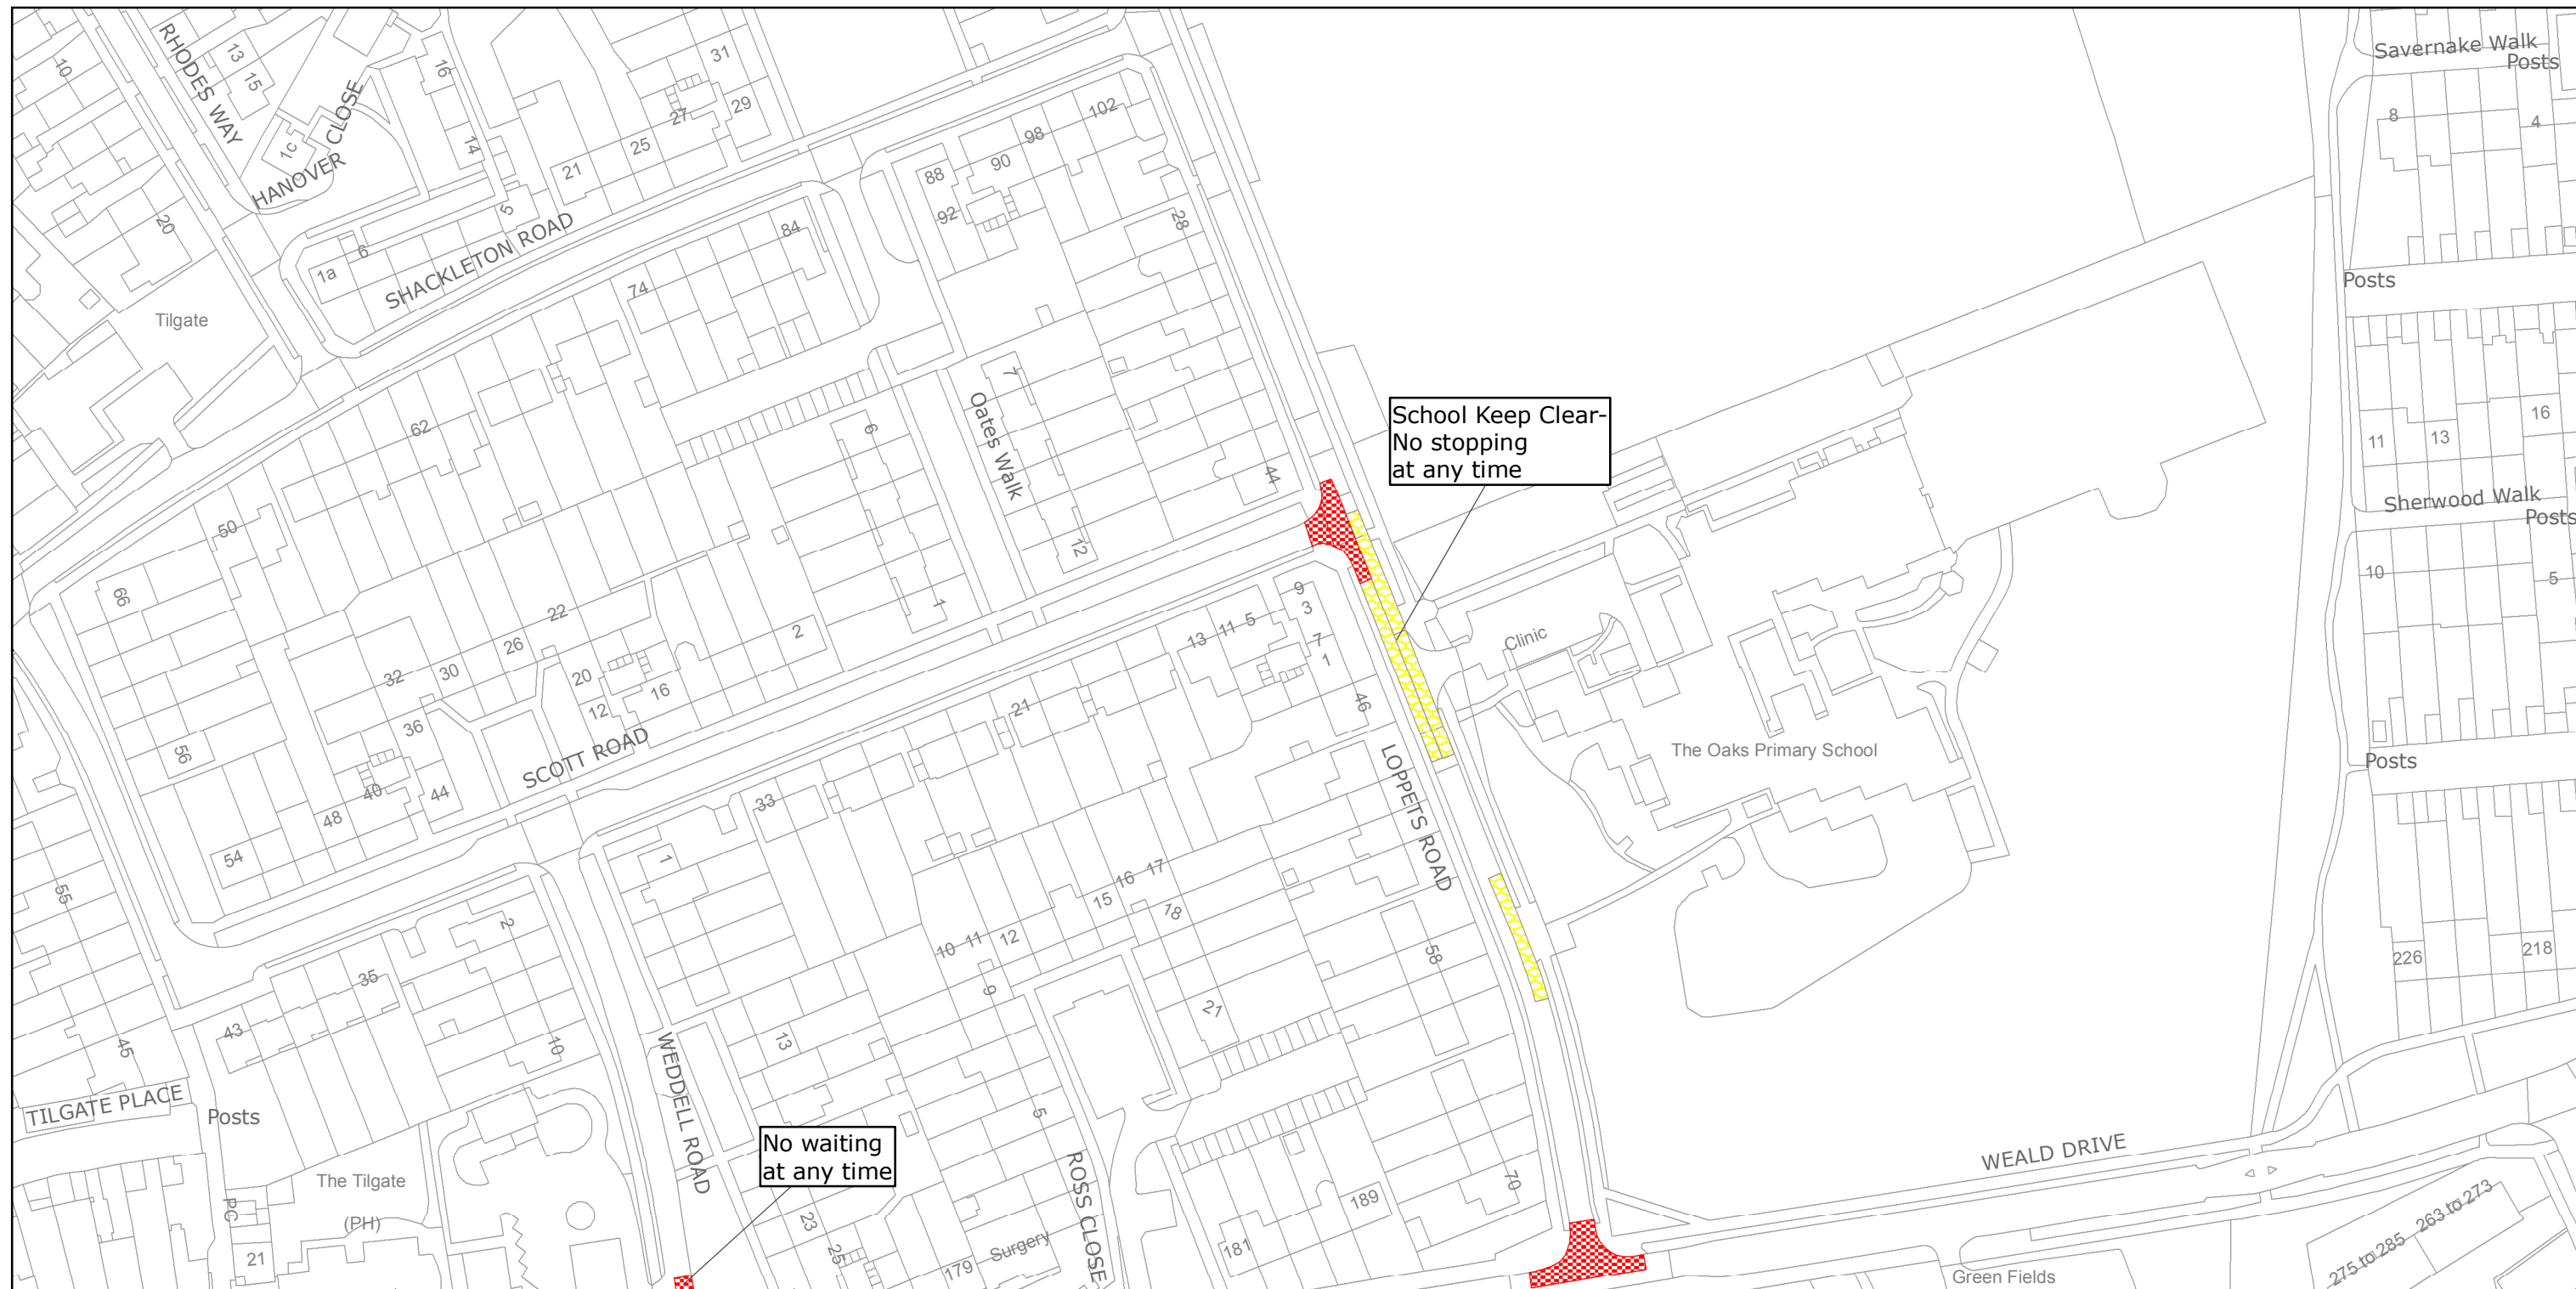 RHODES WAY
10
13
15
1c
HANOVER
CLOSE
16
14
20
5
6
1a
SHACKLETON ROAD
21
25
27
29
31
Tilgate
74
84
88
90
92
98
102
28
Savernake Walk
Posts
8
4
Posts
62
50
66
56
54
6
7
Oates Walk
12
44
1
2
School Keep Clear-
No stopping
at any time
11
13
16
Sherwood Walk
Posts
10
5
22
26
30
32
36
20
12
16
40
44
48
SCOTT ROAD
9
3
5
11
13
7
1
46
21
33
Clinic
The Oaks Primary School
LOPPETS ROAD
Posts
226
218
55
45
1
2
35
43
10
13
10
11
12
15
16
17
18
9
21
58
5
70
TILGATE PLACE
Posts
WEDDELL ROAD
No waiting
at any time
The Tilgate
(PH)
PC
21
23
25
179
Surgery
ROSS CLOSE
181
189
WEALD DRIVE
Green Fields
275 to 285
263 to 273